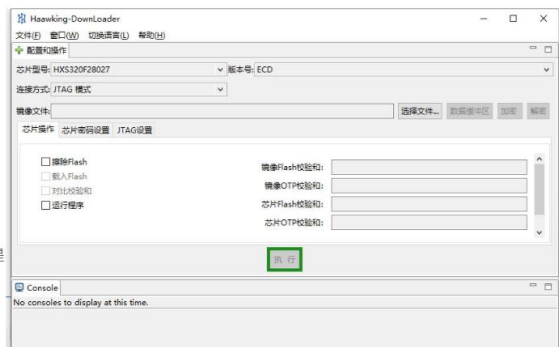 Haawking-DownLoader
文件(F) 窗口(W) 切换语言(L) 帮助(H)
配置和操作
芯片型号: HXS320F28027 版本号: ECD
连接方式: JTAG 模式
镜像文件: 选择文件... 数据缓冲区 加密 解密
芯片操作 芯片密码设置 JTAG设置
擦除Flash
载入Flash
对比校验和
运行程序
镜像Flash校验和:
镜像OTP校验和:
芯片Flash校验和:
芯片OTP校验和:
执 行
Console
No consoles to display at this time.